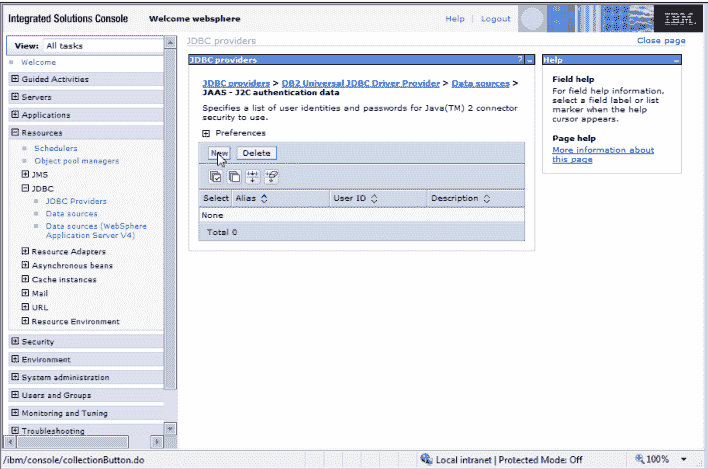 Integrated Solutions Console Welcome websphere Help | Logout IBM.
View: All tasks
Welcome
Guided Activities
Servers
Applications
Resources
Schedulers
Object pool managers
JMS
JDBC
JDBC Providers
Data sources
Data sources (WebSphere
Application Server V4)
Resource Adapters
Asynchronous beans
Cache instances
Mail
URL
Resource Environment
Security
Environment
System administration
Users and Groups
Monitoring and Tuning
Troubleshooting
JDBC providers Close page
JDBC providers ? -
JDBC providers > DB2 Universal JDBC Driver Provider > Data sources >
JAAS - J2C authentication data
Specifies a list of user identities and passwords for Java(TM) 2 connector
security to use.
Preferences
New Delete
Select Alias User ID Description
None
Total 0
Help -
Field help
For field help information,
select a field label or list
marker when the help
cursor appears.
Page help
More information about
this page
/ibm/console/collectionButton.do Local intranet | Protected Mode: Off 100%